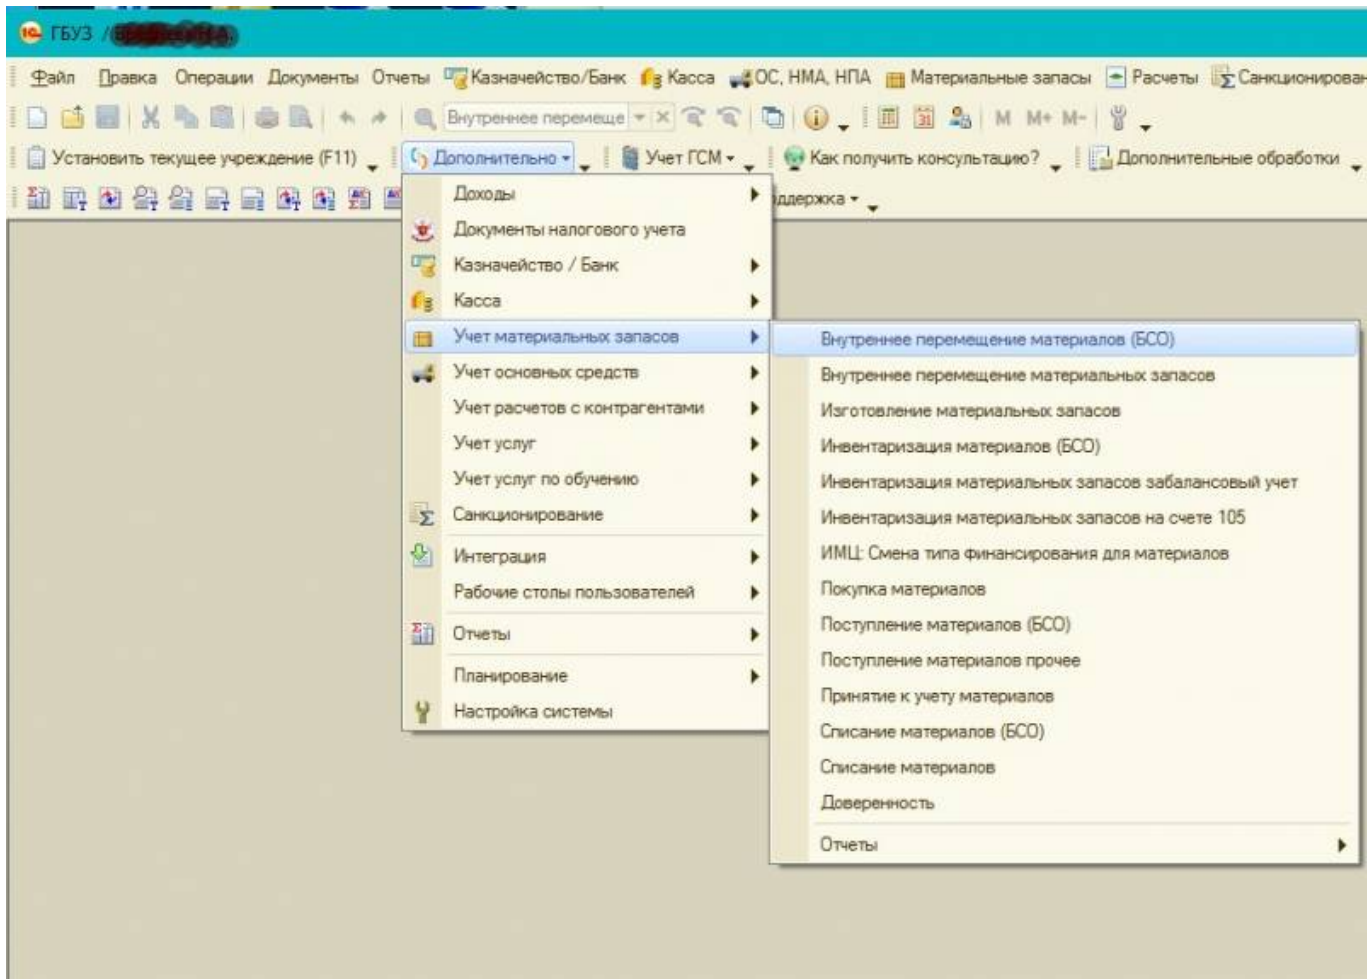 1С ГБУЗ /
Файл Правка Операции Документы Отчеты Казначейство/Банк Касса ОС, НМА, НПА Материальные запасы Расчеты Санкционирован
Внутреннее перемеще 31 M M+ M-
Установить текущее учреждение (F11) Дополнительно Учет ГСМ Как получить консультацию? Дополнительные обработки
ддержка
Доходы
Документы налогового учета
Казначейство / Банк
Касса
Учет материальных запасов
Учет основных средств
Учет расчетов с контрагентами
Учет услуг
Учет услуг по обучению
Санкционирование
Интеграция
Рабочие столы пользователей
Отчеты
Планирование
Настройка системы
Внутреннее перемещение материалов (БСО)
Внутреннее перемещение материальных запасов
Изготовление материальных запасов
Инвентаризация материалов (БСО)
Инвентаризация материальных запасов забалансовый учет
Инвентаризация материальных запасов на счете 105
ИМЦ: Смена типа финансирования для материалов
Покупка материалов
Поступление материалов (БСО)
Поступление материалов прочее
Принятие к учету материалов
Списание материалов (БСО)
Списание материалов
Доверенность
Отчеты